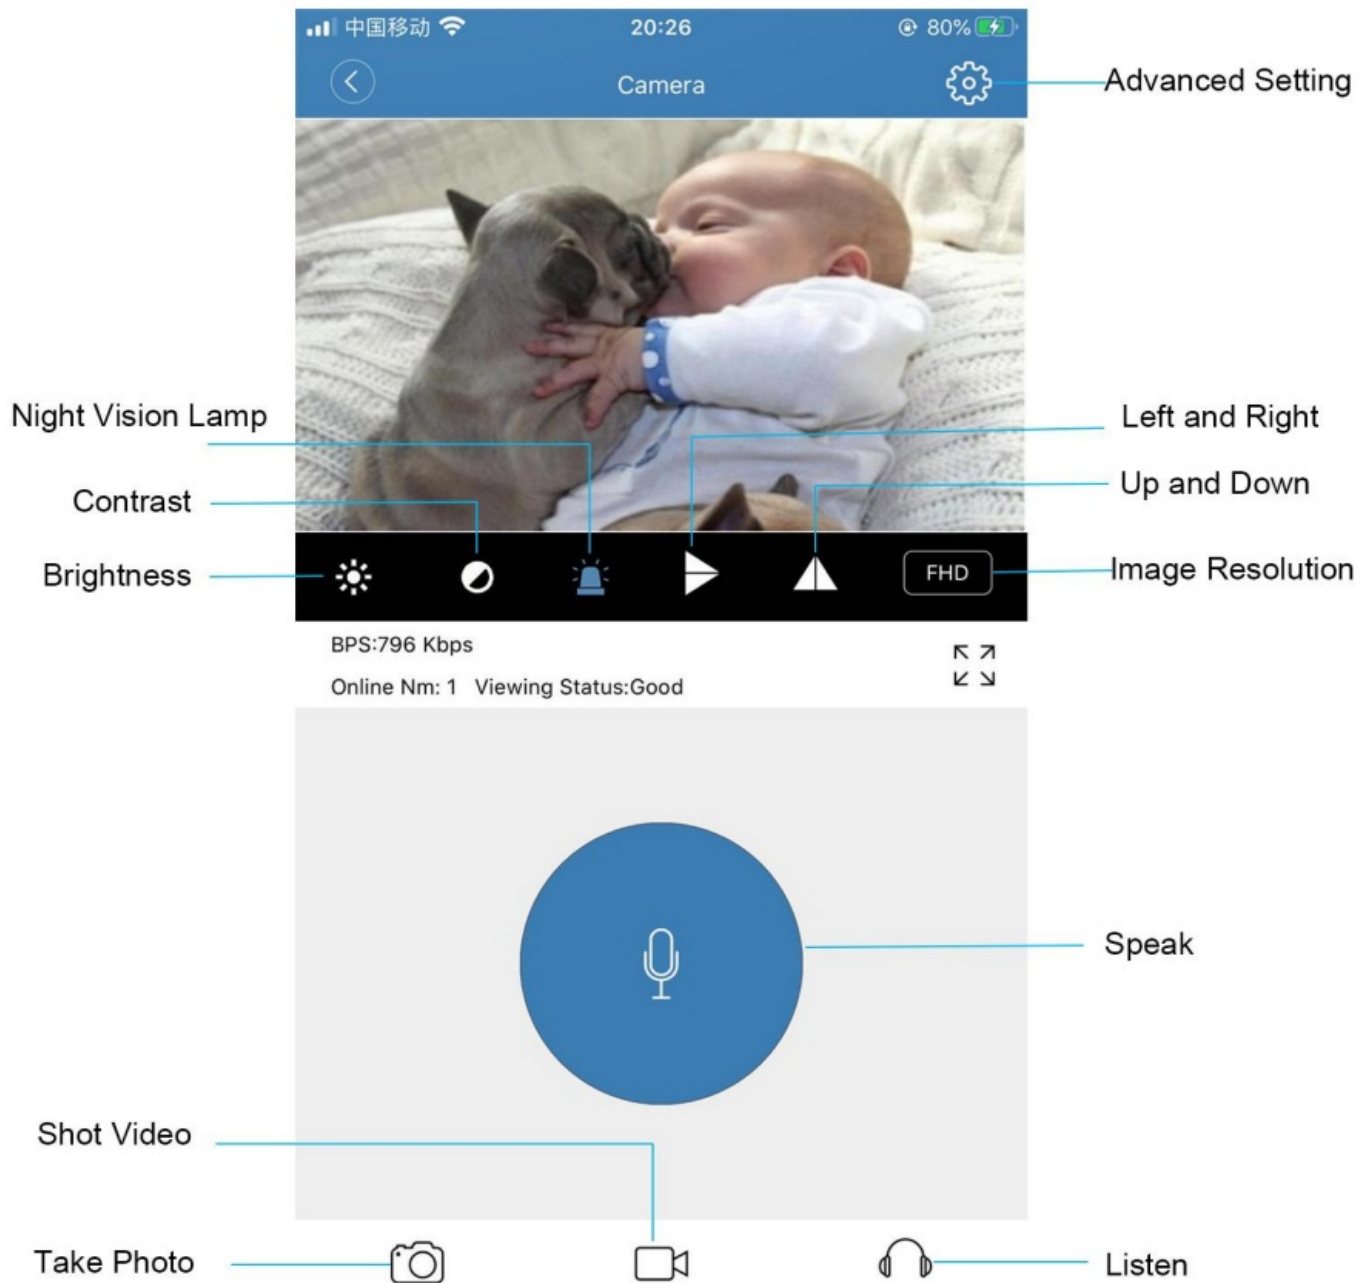 中国移动 20:26 80%
Camera
Advanced Setting
Night Vision Lamp
Left and Right
Contrast
Up and Down
Brightness
FHD
Image Resolution
BPS:796 Kbps
Online Nm: 1 Viewing Status:Good
Speak
Shot Video
Take Photo
Listen